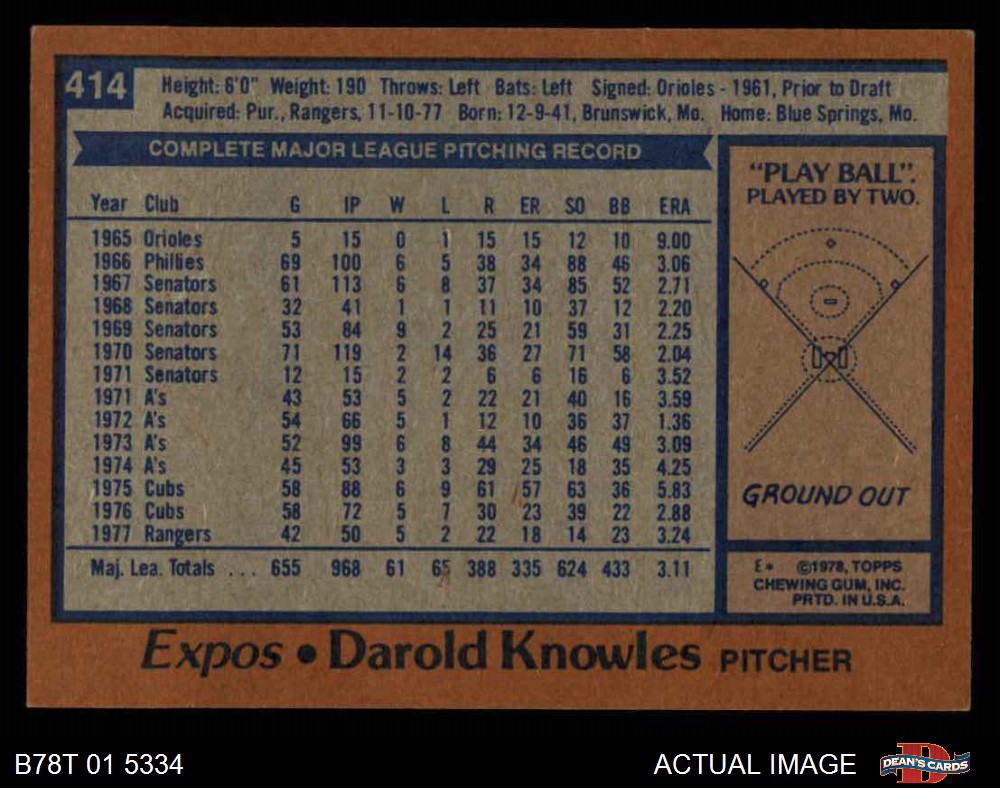 414
Height: 6'0" Weight: 190 Throws: Left Bats: Left Signed: Orioles - 1961, Prior to Draft
Acquired: Pur., Rangers, 11-10-77 Born: 12-9-41, Brunswick, Mo. Home: Blue Springs, Mo.
COMPLETE MAJOR LEAGUE PITCHING RECORD
Year Club G IP W L R ER SO BB ERA
1965 Orioles 5 15 0 1 15 15 12 10 9.00
1966 Phillies 69 100 6 5 38 34 88 46 3.06
1967 Senators 61 113 6 8 37 34 85 52 2.71
1968 Senators 32 41 1 1 11 10 37 12 2.20
1969 Senators 53 84 9 2 25 21 59 31 2.25
1970 Senators 71 119 2 14 36 27 71 58 2.04
1971 Senators 12 15 2 2 6 6 16 6 3.52
1971 A's 43 53 5 2 22 21 40 16 3.59
1972 A's 54 66 5 1 12 10 36 37 1.36
1973 A's 52 99 6 8 44 34 46 49 3.09
1974 A's 45 53 3 3 29 25 18 35 4.25
1975 Cubs 58 88 6 9 61 57 63 36 5.83
1976 Cubs 58 72 5 7 30 23 39 22 2.88
1977 Rangers 42 50 5 2 22 18 14 23 3.24
Maj. Lea. Totals ... 655 968 61 65 388 335 624 433 3.11
"PLAY BALL".
PLAYED BY TWO.
GROUND OUT
E* ©1978, TOPPS
CHEWING GUM, INC.
PRTD. IN U.S.A.
Expos • Darold Knowles PITCHER
B78T 01 5334 ACTUAL IMAGE
D
DEAN'S CARDS